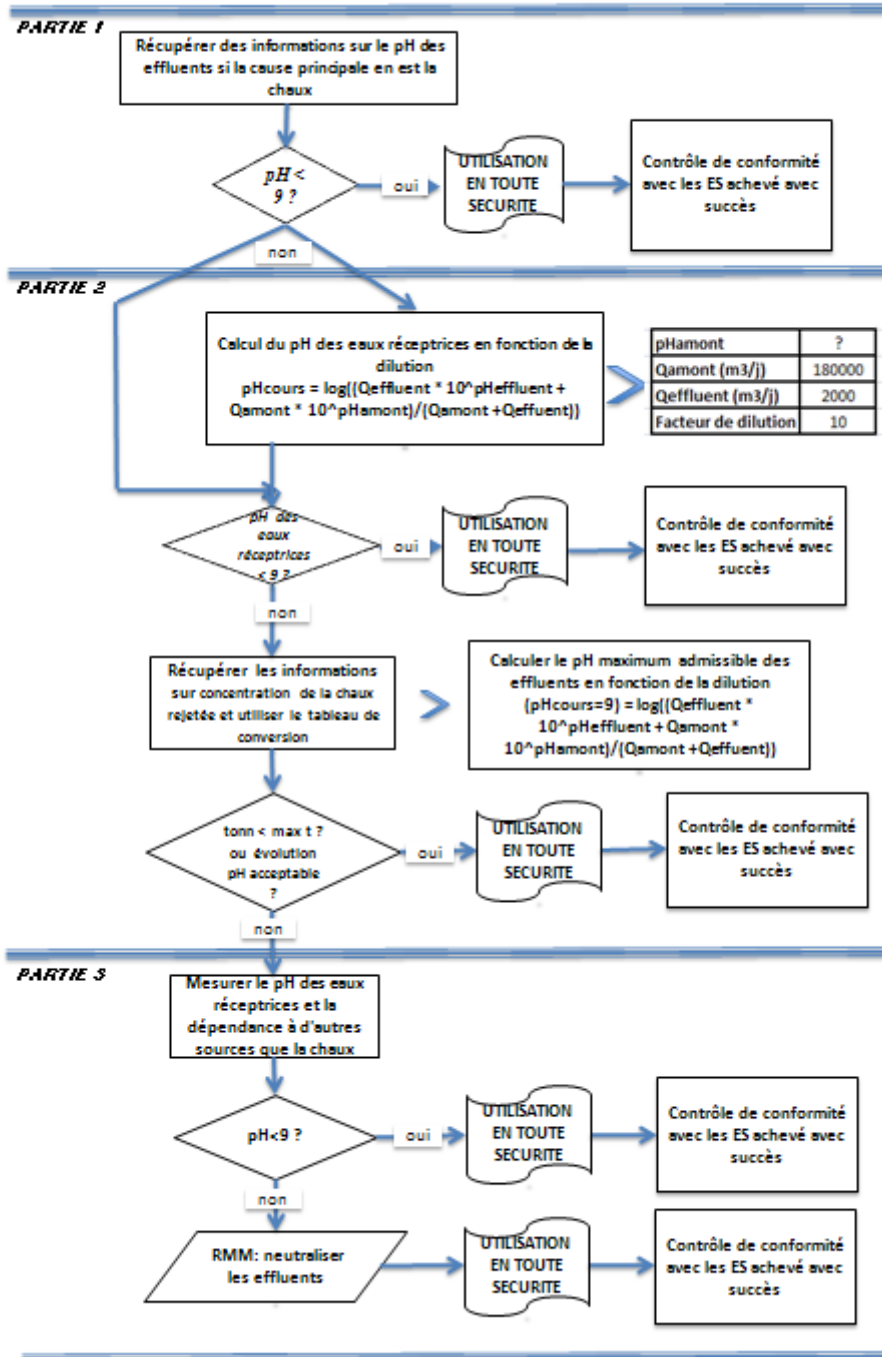 PARTIE 1
Récupérer des informations sur le pH des
effluents si la cause principale en est la
chaux
pH <
9 ?
oui
UTILISATION
EN TOUTE
SECURITE
Contrôle de conformité
avec les ES achevé avec
succès
non
PARTIE 2
Calcul du pH des eaux réceptrices en fonction de la
dilution
pHcours = log((Qeffluent * 10^pHeffluent +
Qamont * 10^pHamont)/(Qamont +Qeffuent))
pHamont ?
Qamont (m3/j) 180000
Qeffluent (m3/j) 2000
Facteur de dilution 10
pH des
eaux
réceptrices
< 9 ?
oui
UTILISATION
EN TOUTE
SECURITE
Contrôle de conformité
avec les ES achevé avec
succès
non
Récupérer les informations
sur concentration de la chaux
rejetée et utiliser le tableau de
conversion
Calculer le pH maximum admissible des
effluents en fonction de la dilution
(pHcours=9) = log((Qeffluent *
10^pHeffluent + Qamont *
10^pHamont)/(Qamont +Qeffuent))
tonn < max t ?
ou évolution
pH acceptable
?
oui
UTILISATION
EN TOUTE
SECURITE
Contrôle de conformité
avec les ES achevé avec
succès
non
PARTIE 3
Mesurer le pH des eaux
réceptrices et la
dépendance à d'autres
sources que la chaux
pH<9 ?
oui
UTILISATION
EN TOUTE
SECURITE
Contrôle de conformité
avec les ES achevé avec
succès
non
RMM: neutraliser
les effluents
UTILISATION
EN TOUTE
SECURITE
Contrôle de conformité
avec les ES achevé avec
succès